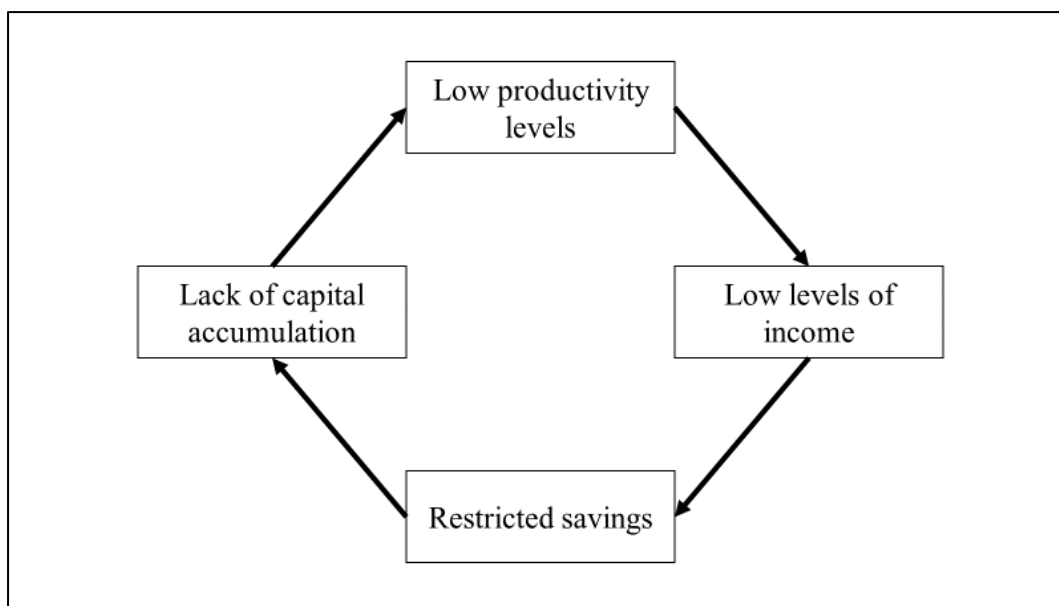 Low productivity
levels
Lack of capital
accumulation
Low levels of
income
Restricted savings